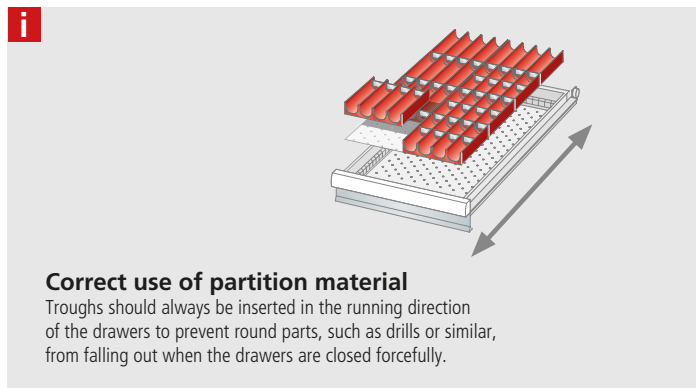 i
Correct use of partition material
Troughs should always be inserted in the running direction
of the drawers to prevent round parts, such as drills or similar,
from falling out when the drawers are closed forcefully.